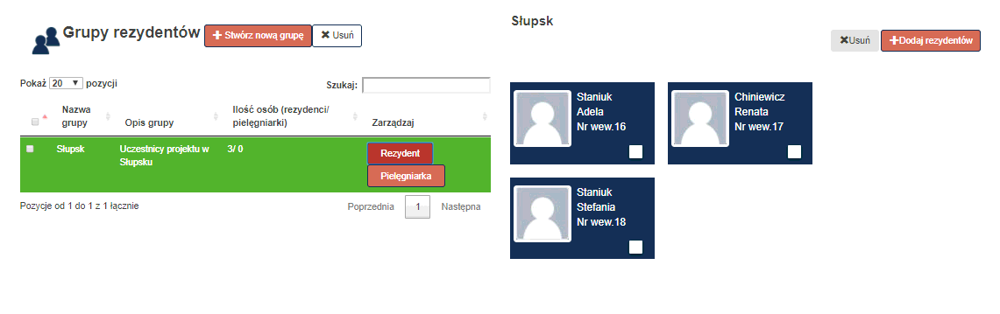 Grupy rezydentów
Stwórz nową grupę
Usuń
Pokaż 20 pozycji
Szukaj:
Nazwa grupy
Opis grupy
Ilość osób (rezydenci/
pielęgniarki)
Zarządzaj
Słupsk
Uczestnicy projektu w
Słupsku
3/ 0
Rezydent
Pielęgniarka
Pozycje od 1 do 1 z 1 łącznie
Poprzednia
1
Następna
Słupsk
Usuń
Dodaj rezydentów
Staniuk
Adela
Nr wew.16
Chiniewicz
Renata
Nr wew.17
Staniuk
Stefania
Nr wew.18